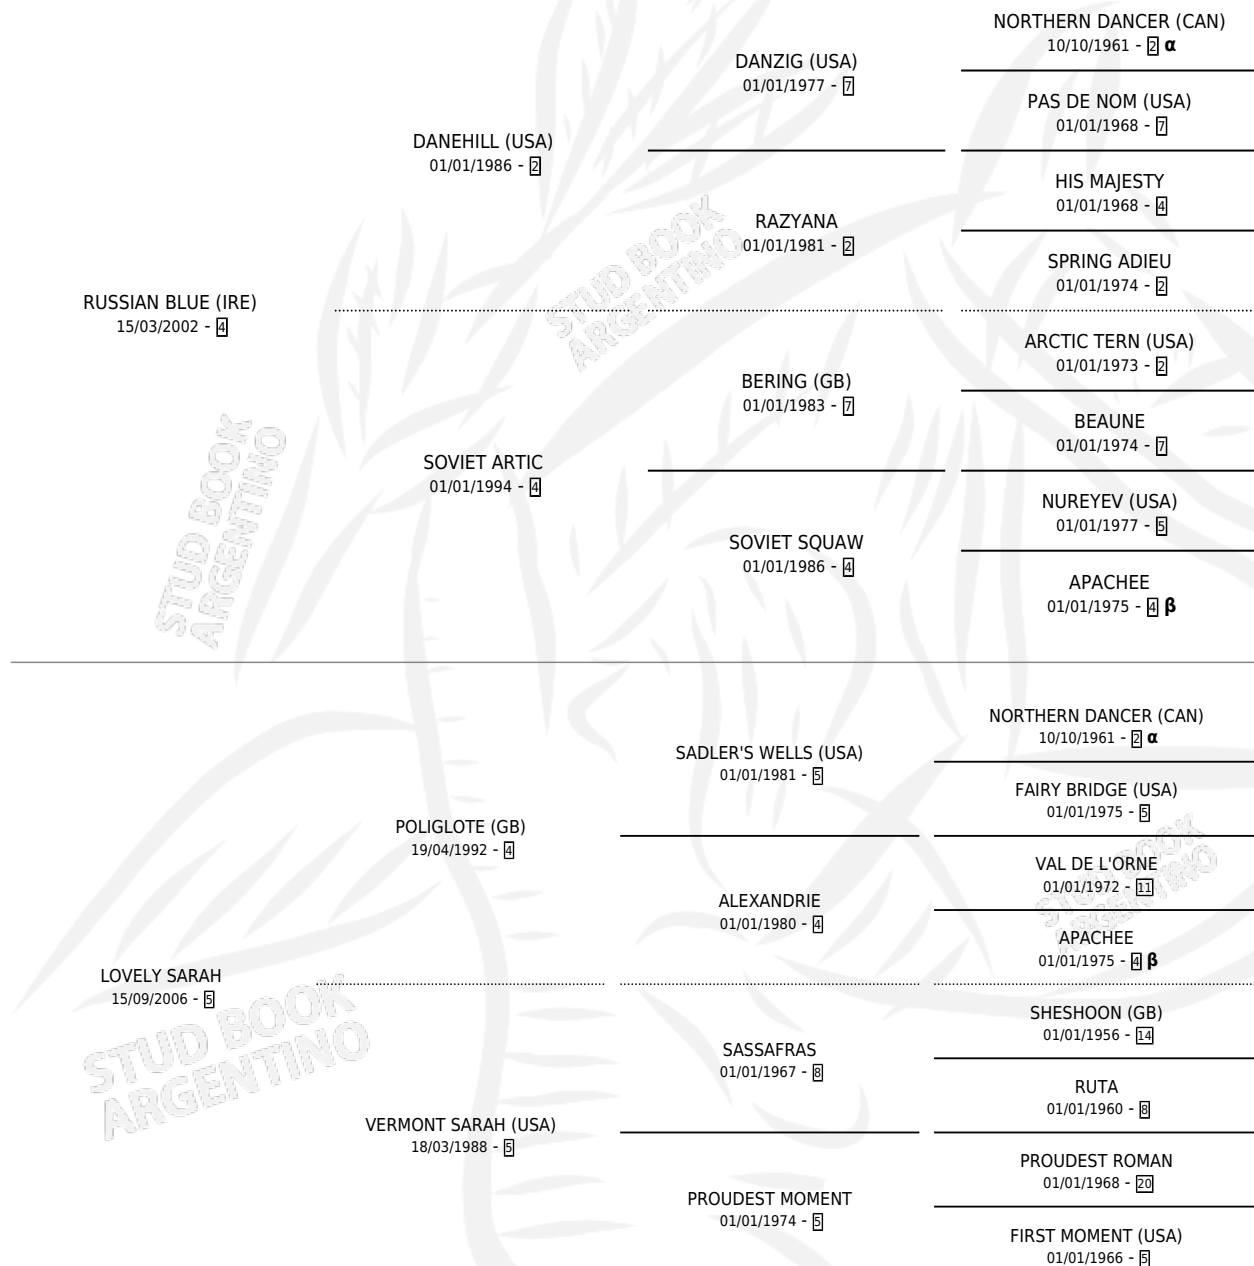 NORTHERN DANCER (CAN)
10/10/1961 - 2 α
DANZIG (USA)
01/01/1977 - 7
PAS DE NOM (USA)
01/01/1968 - 7
DANEHILL (USA)
01/01/1986 - 2
HIS MAJESTY
01/01/1968 - 4
RAZYANA
01/01/1981 - 2
SPRING ADIEU
01/01/1974 - 2
RUSSIAN BLUE (IRE)
15/03/2002 - 4
ARCTIC TERN (USA)
01/01/1973 - 2
BERING (GB)
01/01/1983 - 7
BEAUNE
01/01/1974 - 7
SOVIET ARTIC
01/01/1994 - 4
NUREYEV (USA)
01/01/1977 - 5
SOVIET SQUAW
01/01/1986 - 4
APACHEE
01/01/1975 - 4 β
NORTHERN DANCER (CAN)
10/10/1961 - 2 α
SADLER'S WELLS (USA)
01/01/1981 - 5
FAIRY BRIDGE (USA)
01/01/1975 - 5
POLIGLOTE (GB)
19/04/1992 - 4
VAL DE L'ORNE
01/01/1972 - 11
ALEXANDRIE
01/01/1980 - 4
APACHEE
01/01/1975 - 4 β
LOVELY SARAH
15/09/2006 - 5
SHESHOON (GB)
01/01/1956 - 14
SASSAFRAS
01/01/1967 - 8
RUTA
01/01/1960 - 8
VERMONT SARAH (USA)
18/03/1988 - 5
PROUDEST ROMAN
01/01/1968 - 20
PROUDEST MOMENT
01/01/1974 - 5
FIRST MOMENT (USA)
01/01/1966 - 5
STUD BOOK
ARGENTINO
STUD BOOK
ARGENTINO
STUD BOOK
ARGENTINO
STUD BOOK
ARGENTINO